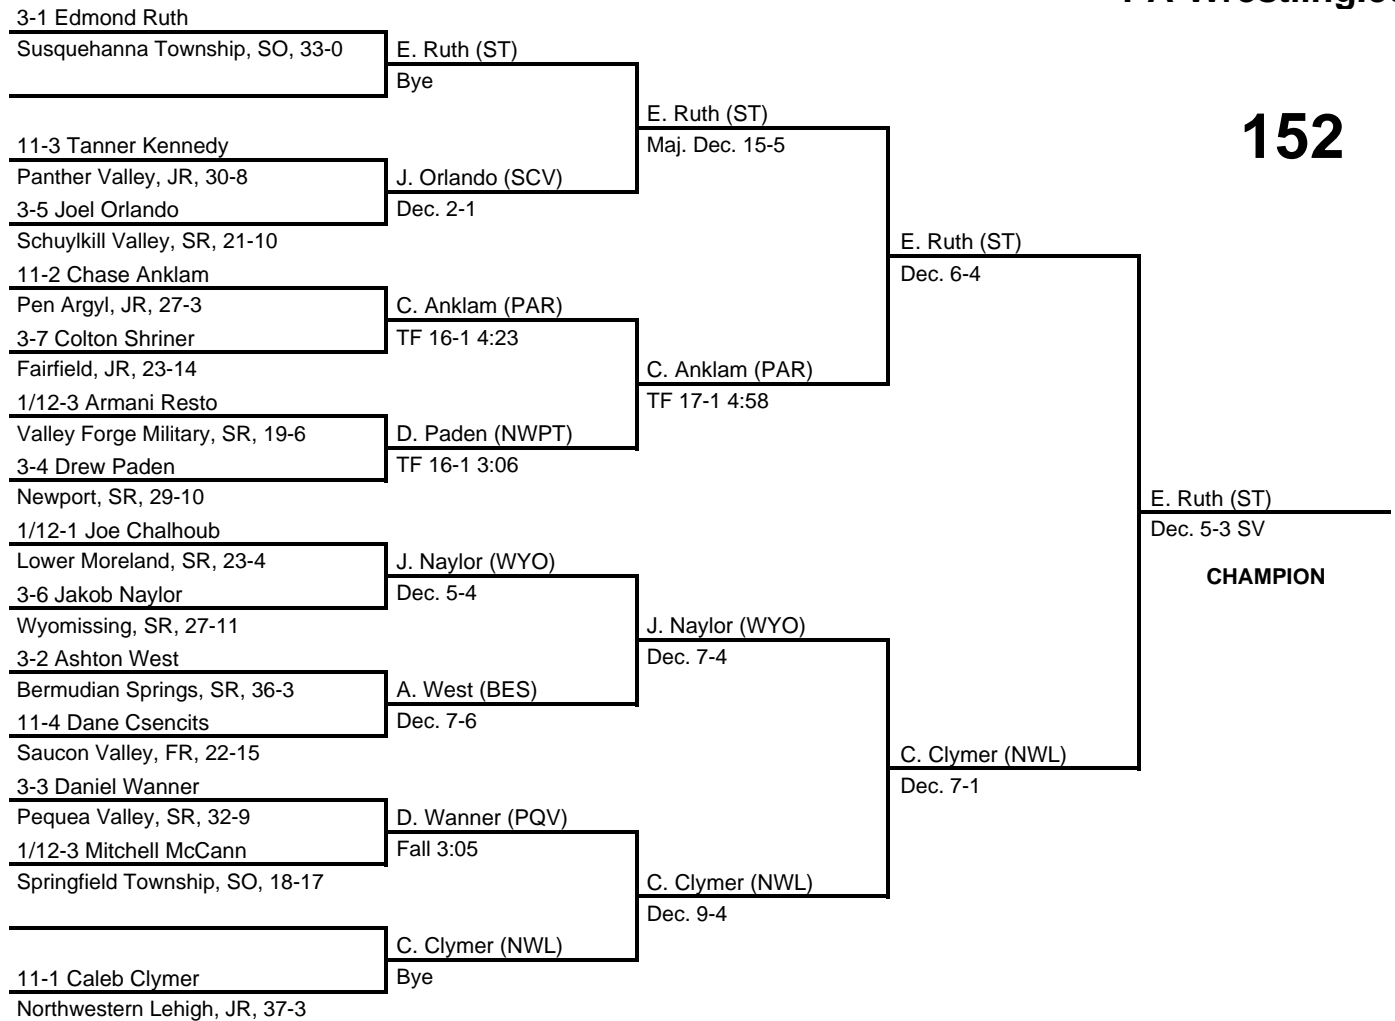 3-1 Edmond Ruth
Susquehanna Township, SO, 33-0
11-3 Tanner Kennedy
Panther Valley, JR, 30-8
3-5 Joel Orlando
Schuylkill Valley, SR, 21-10
11-2 Chase Anklam
Pen Argyl, JR, 27-3
3-7 Colton Shriner
Fairfield, JR, 23-14
1/12-3 Armani Resto
Valley Forge Military, SR, 19-6
3-4 Drew Paden
Newport, SR, 29-10
1/12-1 Joe Chalhoub
Lower Moreland, SR, 23-4
3-6 Jakob Naylor
Wyomissing, SR, 27-11
3-2 Ashton West
Bermudian Springs, SR, 36-3
11-4 Dane Csencits
Saucon Valley, FR, 22-15
3-3 Daniel Wanner
Pequea Valley, SR, 32-9
1/12-3 Mitchell McCann
Springfield Township, SO, 18-17
11-1 Caleb Clymer
Northwestern Lehigh, JR, 37-3
E. Ruth (ST)
Bye
J. Orlando (SCV)
Dec. 2-1
C. Anklam (PAR)
TF 16-1 4:23
D. Paden (NWPT)
TF 16-1 3:06
J. Naylor (WYO)
Dec. 5-4
A. West (BES)
Dec. 7-6
D. Wanner (PQV)
Fall 3:05
C. Clymer (NWL)
Bye
E. Ruth (ST)
Maj. Dec. 15-5
C. Anklam (PAR)
TF 17-1 4:58
J. Naylor (WYO)
Dec. 7-4
C. Clymer (NWL)
Dec. 9-4
E. Ruth (ST)
Dec. 6-4
C. Clymer (NWL)
Dec. 7-1
152
E. Ruth (ST)
Dec. 5-3 SV
CHAMPION